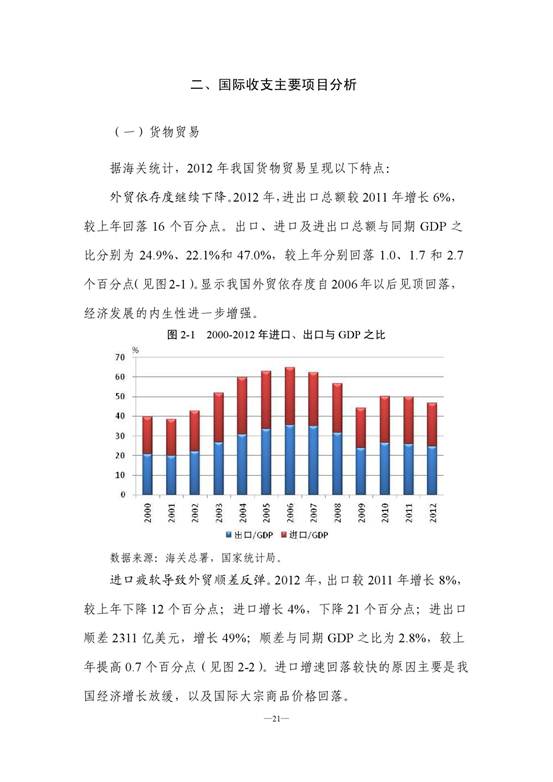 二、国际收支主要项目分析
（一）货物贸易
据海关统计，2012 年我国货物贸易呈现以下特点：
外贸依存度继续下降。2012 年，进出口总额较 2011 年增长 6%，
较上年回落 16 个百分点。出口、进口及进出口总额与同期 GDP 之
比分别为 24.9%、22.1%和 47.0%，较上年分别回落 1.0、1.7 和 2.7
个百分点（见图2-1）。显示我国外贸依存度自2006年以后见顶回落，
经济发展的内生性进一步增强。
图 2-1 2000-2012 年进口、出口与 GDP 之比
%
70
60
50
40
30
20
10
0
2000 2001 2002 2003 2004 2005 2006 2007 2008 2009 2010 2011 2012
出口/GDP 进口/GDP
数据来源：海关总署，国家统计局。
进口疲软导致外贸顺差反弹。2012 年，出口较 2011 年增长 8%，
较上年下降 12 个百分点；进口增长 4%，下降 21 个百分点；进出口
顺差 2311 亿美元，增长 49%；顺差与同期 GDP 之比为 2.8%，较上
年提高 0.7 个百分点（见图 2-2）。进口增速回落较快的原因主要是我
国经济增长放缓，以及国际大宗商品价格回落。
—21—